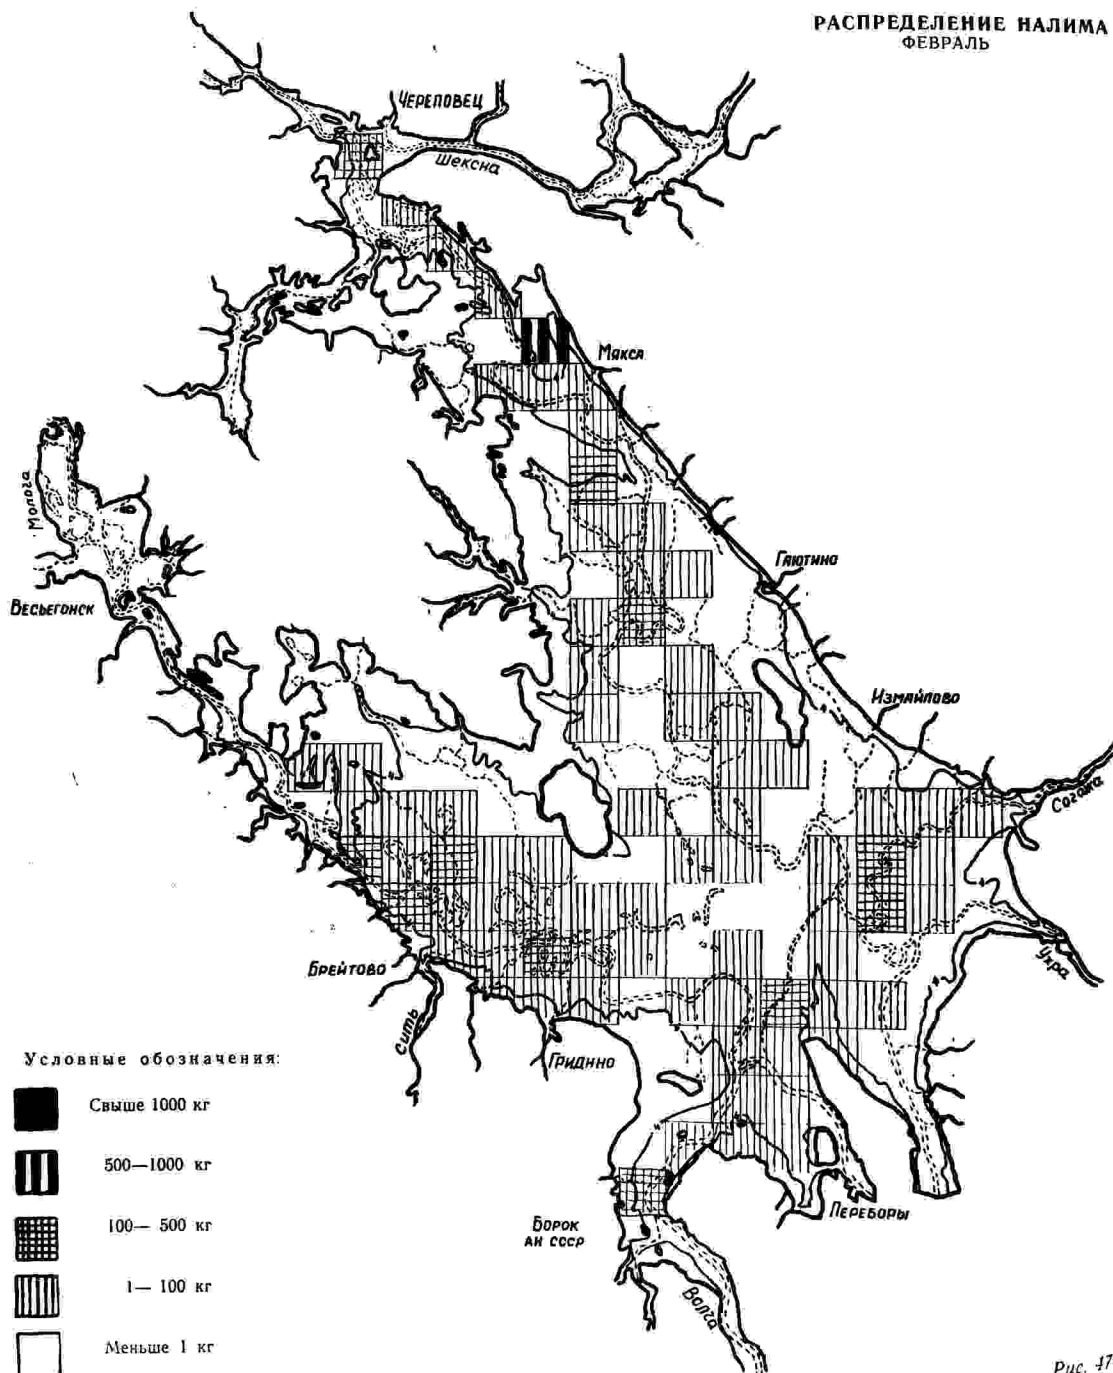 РАСПРЕДЕЛЕНИЕ НАЛИМА
ФЕВРАЛЬ
ЧЕРЕПОВЕЦ
Шексна
Мякса
Молога
Весьегонск
Гаютино
Измайлово
Согожа
Ухра
Брейтово
Сить
Гридино
Переборы
Борок
АН СССР
Волга
Условные обозначения:
Свыше 1000 кг
500—1000 кг
100— 500 кг
1— 100 кг
Меньше 1 кг
Рис. 47